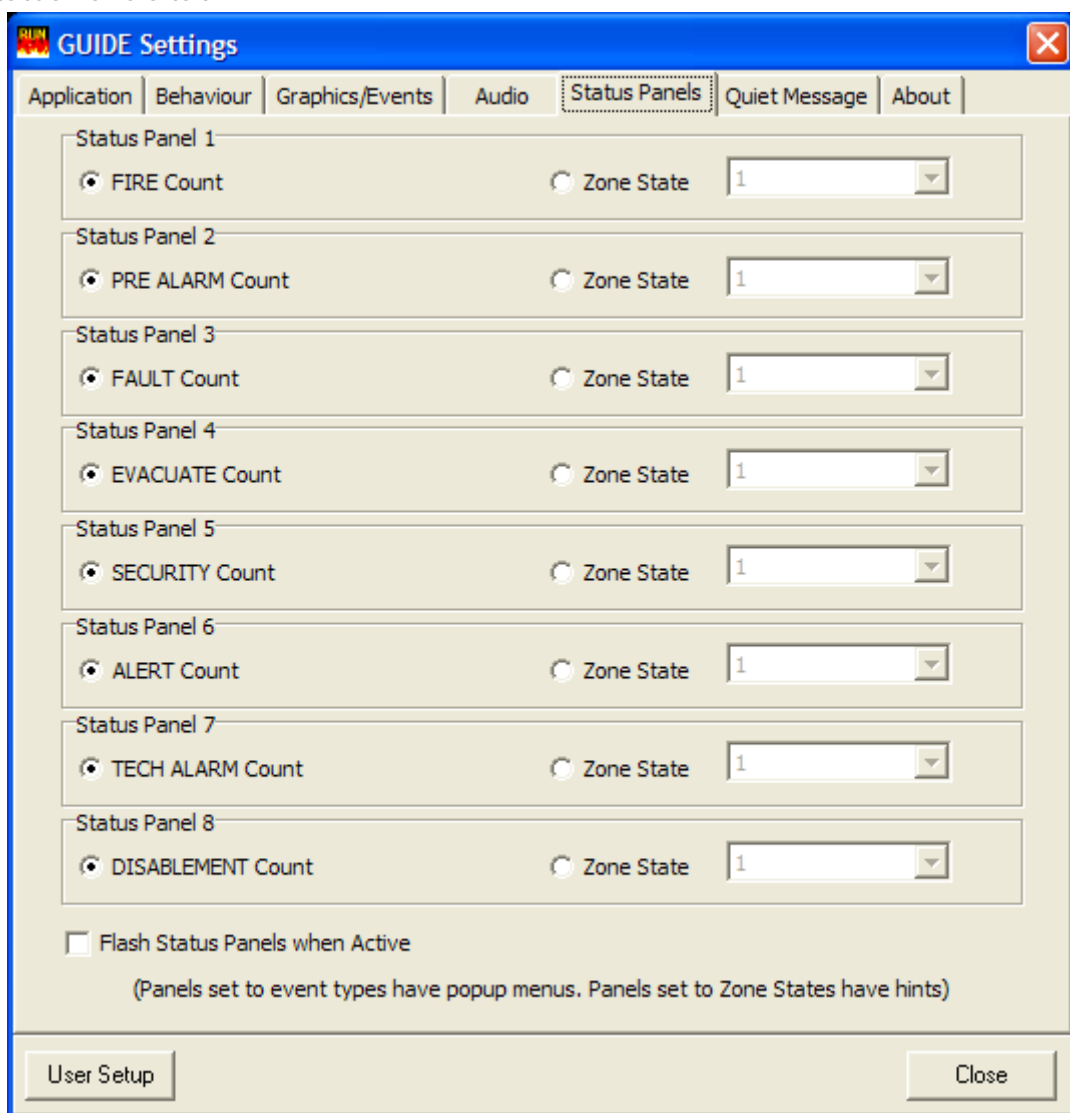 RUN
GUIDE Settings
Application Behaviour Graphics/Events Audio Status Panels Quiet Message About
Status Panel 1
FIRE Count Zone State 1
Status Panel 2
PRE ALARM Count Zone State 1
Status Panel 3
FAULT Count Zone State 1
Status Panel 4
EVACUATE Count Zone State 1
Status Panel 5
SECURITY Count Zone State 1
Status Panel 6
ALERT Count Zone State 1
Status Panel 7
TECH ALARM Count Zone State 1
Status Panel 8
DISABLEMENT Count Zone State 1
Flash Status Panels when Active
(Panels set to event types have popup menus. Panels set to Zone States have hints)
User Setup Close